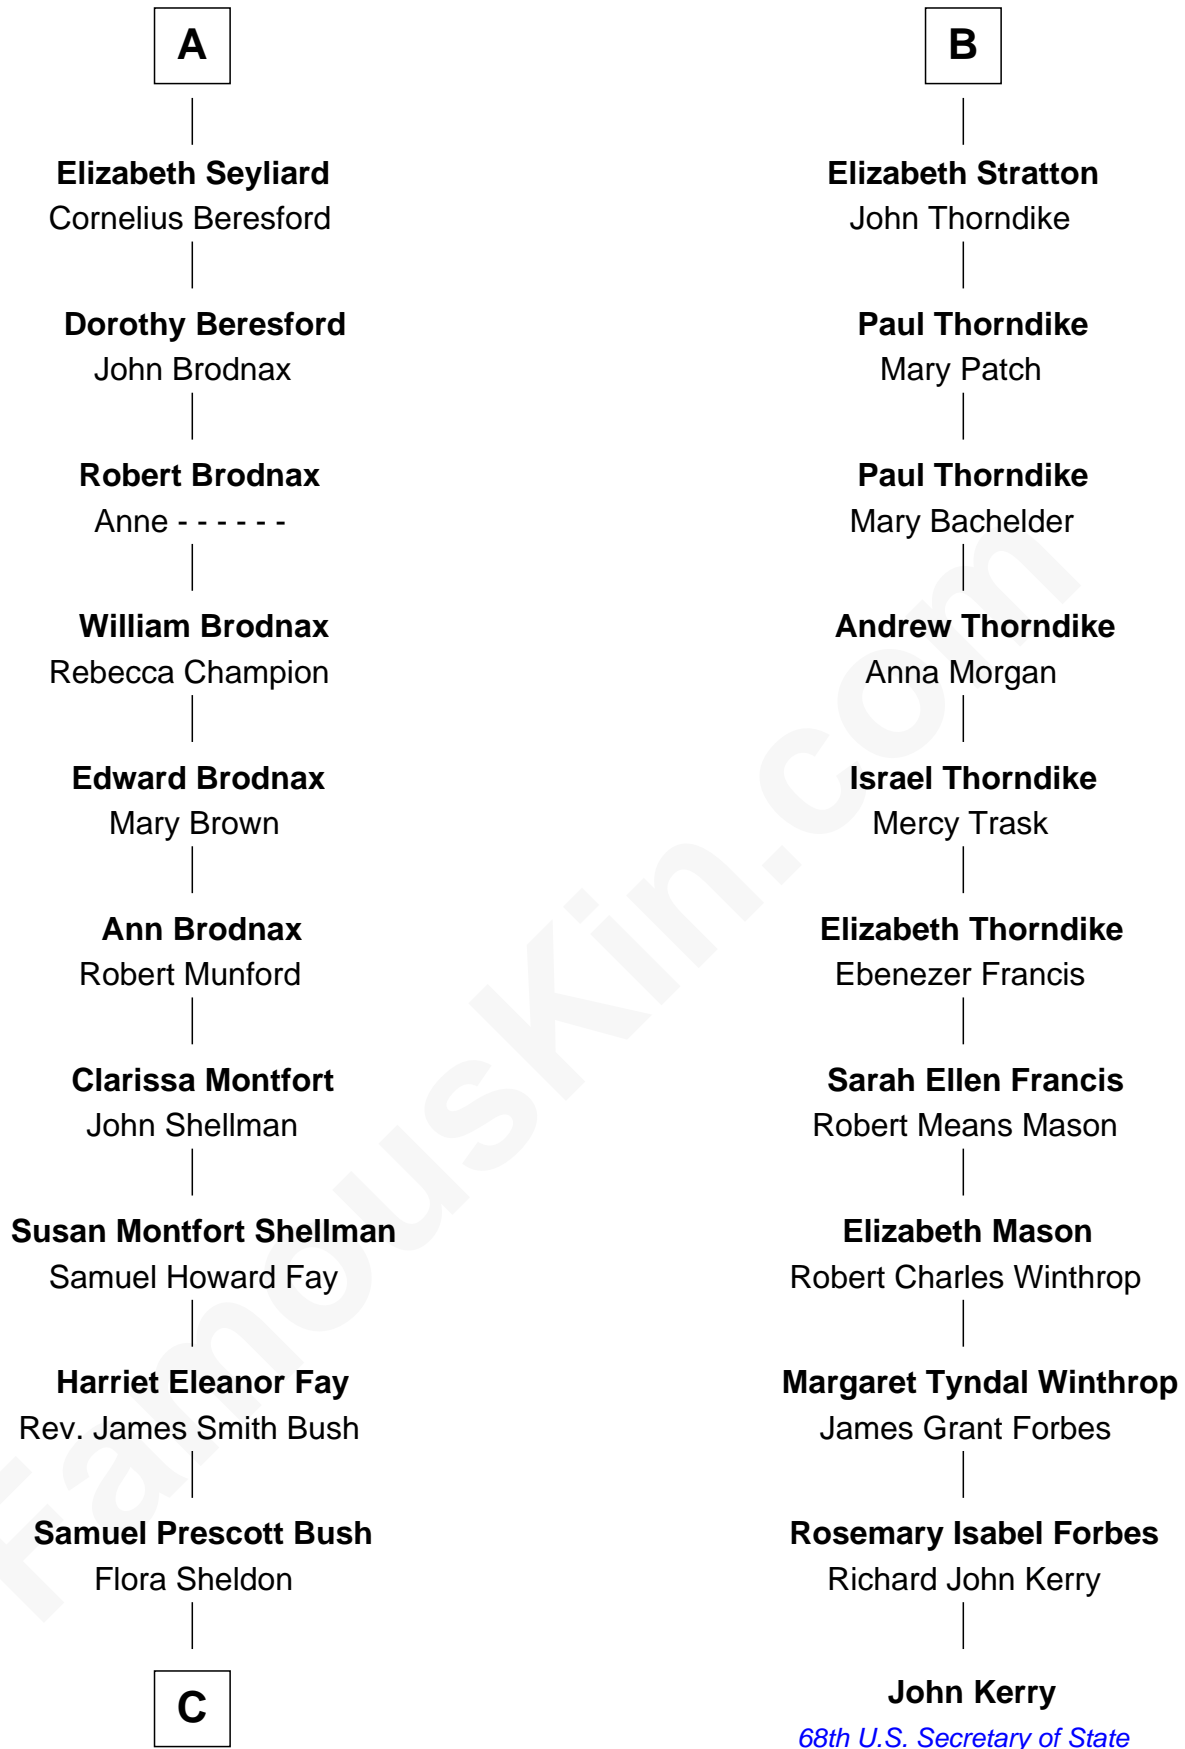 A
Elizabeth Seyliard
Cornelius Beresford
Dorothy Beresford
John Brodnax
Robert Brodnax
Anne - - - - - -
William Brodnax
Rebecca Champion
Edward Brodnax
Mary Brown
Ann Brodnax
Robert Munford
Clarissa Montfort
John Shellman
Susan Montfort Shellman
Samuel Howard Fay
Harriet Eleanor Fay
Rev. James Smith Bush
Samuel Prescott Bush
Flora Sheldon
C
B
Elizabeth Stratton
John Thorndike
Paul Thorndike
Mary Patch
Paul Thorndike
Mary Bachelder
Andrew Thorndike
Anna Morgan
Israel Thorndike
Mercy Trask
Elizabeth Thorndike
Ebenezer Francis
Sarah Ellen Francis
Robert Means Mason
Elizabeth Mason
Robert Charles Winthrop
Margaret Tyndal Winthrop
James Grant Forbes
Rosemary Isabel Forbes
Richard John Kerry
John Kerry
68th U.S. Secretary of State
FamousKin.com